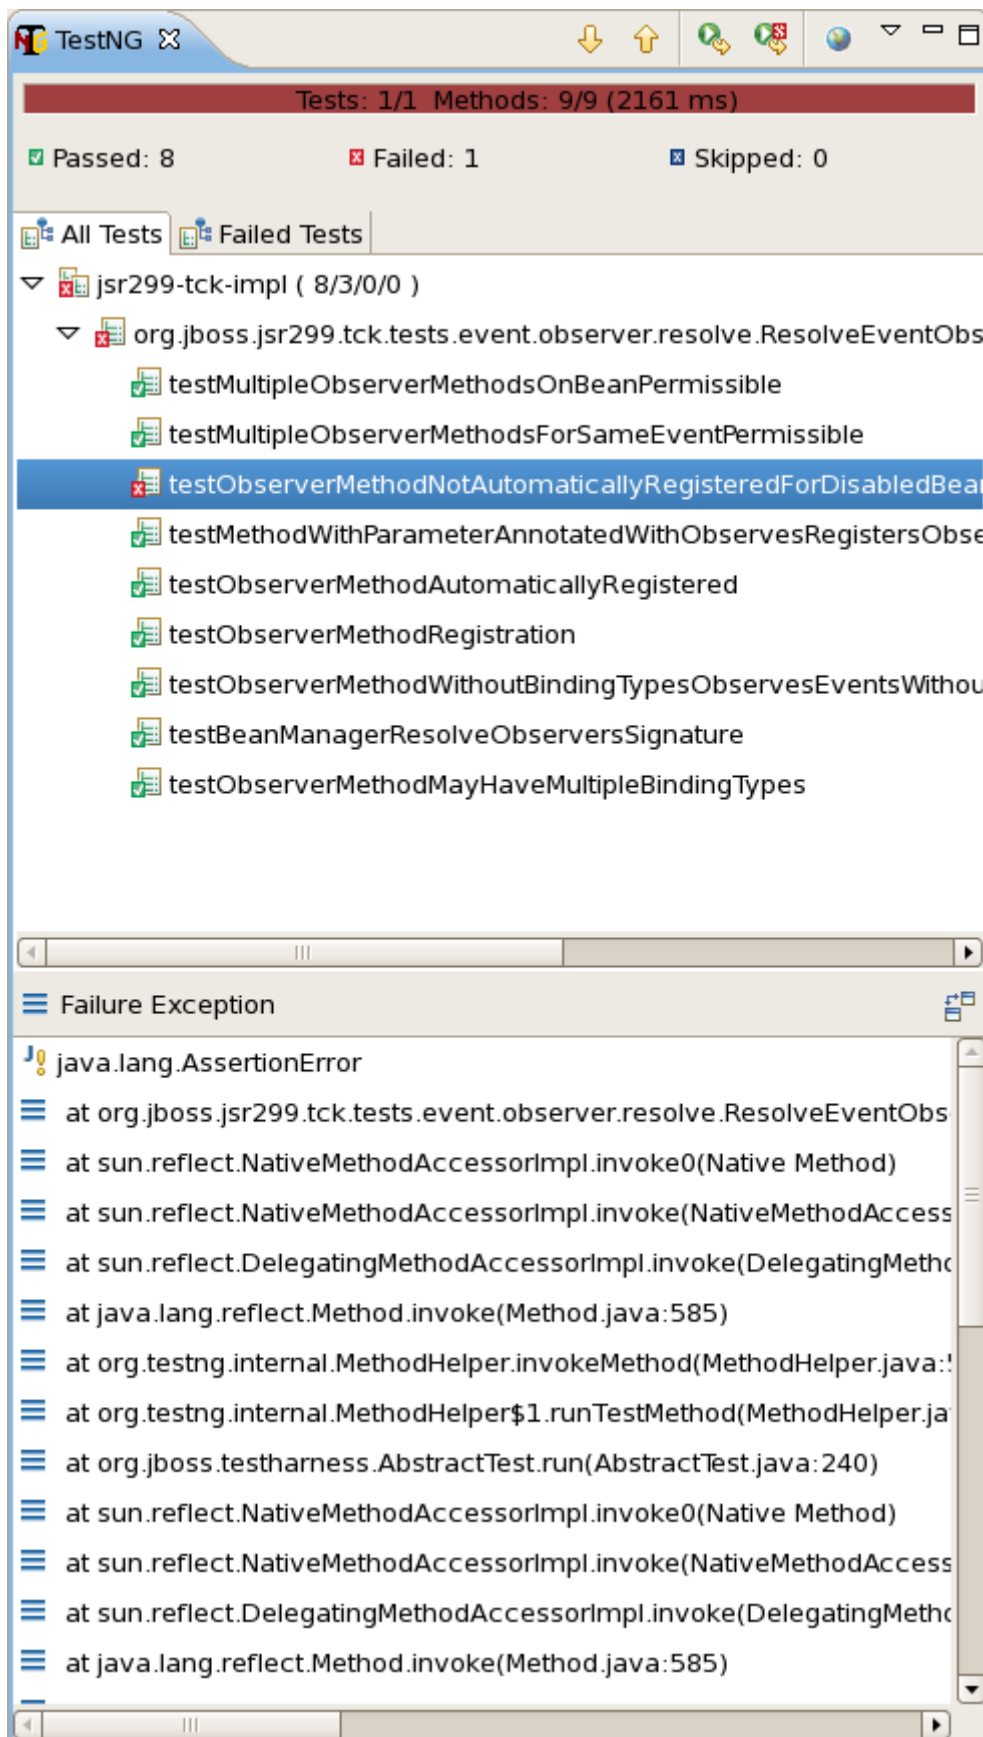 TestNG
Tests: 1/1 Methods: 9/9 (2161 ms)
Passed: 8 Failed: 1 Skipped: 0
All Tests Failed Tests
jsr299-tck-impl ( 8/3/0/0 )
org.jboss.jsr299.tck.tests.event.observer.resolve.ResolveEventObs
testMultipleObserverMethodsOnBeanPermissible
testMultipleObserverMethodsForSameEventPermissible
testObserverMethodNotAutomaticallyRegisteredForDisabledBea
testMethodWithParameterAnnotatedWithObservesRegistersObse
testObserverMethodAutomaticallyRegistered
testObserverMethodRegistration
testObserverMethodWithoutBindingTypesObservesEventsWithou
testBeanManagerResolveObserversSignature
testObserverMethodMayHaveMultipleBindingTypes
Failure Exception
java.lang.AssertionError
at org.jboss.jsr299.tck.tests.event.observer.resolve.ResolveEventObs
at sun.reflect.NativeMethodAccessorImpl.invoke0(Native Method)
at sun.reflect.NativeMethodAccessorImpl.invoke(NativeMethodAccess
at sun.reflect.DelegatingMethodAccessorImpl.invoke(DelegatingMetho
at java.lang.reflect.Method.invoke(Method.java:585)
at org.testng.internal.MethodHelper.invokeMethod(MethodHelper.java:5
at org.testng.internal.MethodHelper$1.runTestMethod(MethodHelper.ja
at org.jboss.testharness.AbstractTest.run(AbstractTest.java:240)
at sun.reflect.NativeMethodAccessorImpl.invoke0(Native Method)
at sun.reflect.NativeMethodAccessorImpl.invoke(NativeMethodAccess
at sun.reflect.DelegatingMethodAccessorImpl.invoke(DelegatingMetho
at java.lang.reflect.Method.invoke(Method.java:585)